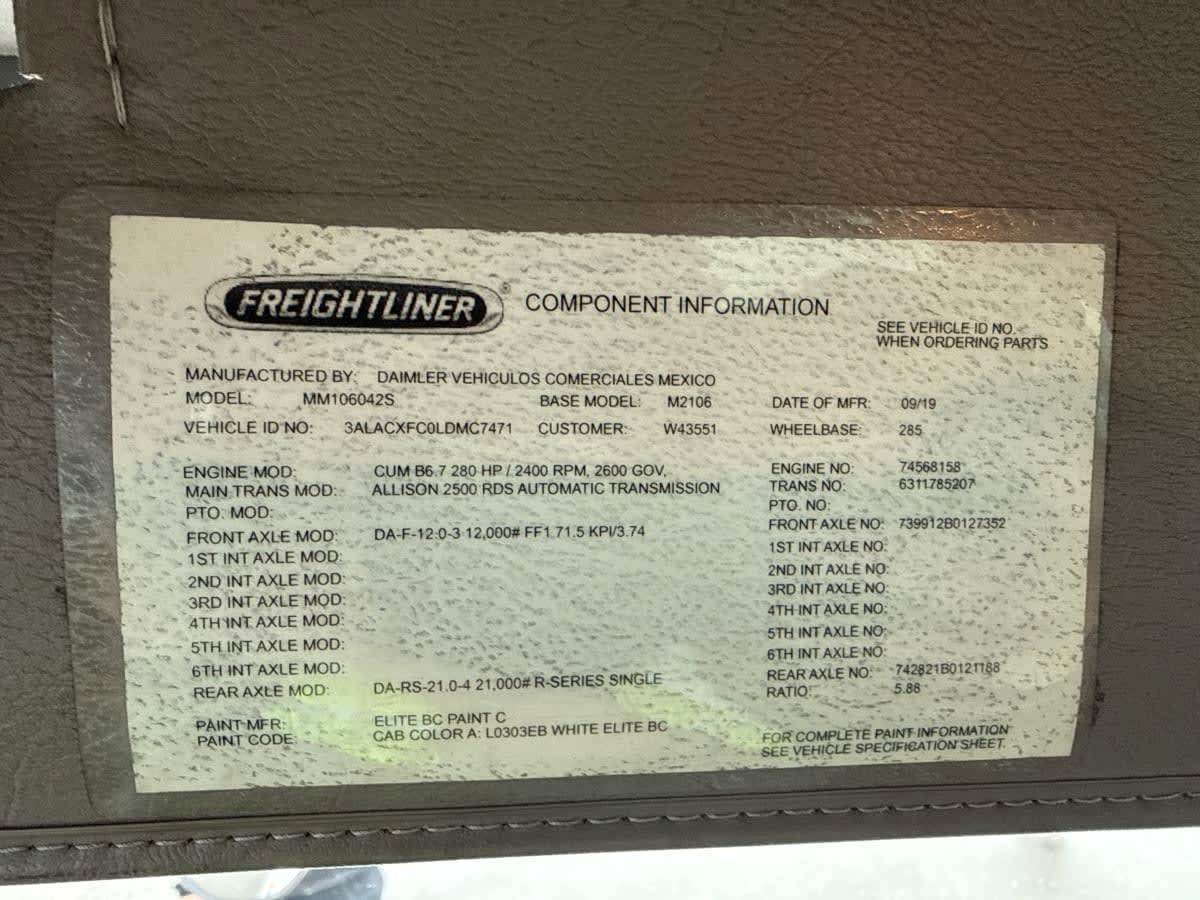 FREIGHTLINER® COMPONENT INFORMATION
SEE VEHICLE ID NO.
WHEN ORDERING PARTS
MANUFACTURED BY: DAIMLER VEHICULOS COMERCIALES MEXICO
MODEL: MM106042S BASE MODEL: M2106 DATE OF MFR: 09/19
VEHICLE ID NO: 3ALACXFC0LDMC7471 CUSTOMER: W43551 WHEELBASE: 285
ENGINE MOD: CUM B6.7 280 HP / 2400 RPM, 2600 GOV, ENGINE NO: 74568158
MAIN TRANS MOD: ALLISON 2500 RDS AUTOMATIC TRANSMISSION TRANS NO: 6311785207
PTO. MOD: PTO. NO:
FRONT AXLE MOD: DA-F-12.0-3 12,000# FF1 71.5 KPI/3.74 FRONT AXLE NO: 739912B0127352
1ST INT AXLE MOD: 1ST INT AXLE NO:
2ND INT AXLE MOD: 2ND INT AXLE NO:
3RD INT AXLE MOD: 3RD INT AXLE NO:
4TH INT AXLE MOD: 4TH INT AXLE NO:
5TH INT AXLE MOD: 5TH INT AXLE NO:
6TH INT AXLE MOD: 6TH INT AXLE NO:
REAR AXLE MOD: DA-RS-21.0-4 21,000# R-SERIES SINGLE REAR AXLE NO: 742821B0121188
RATIO: 5.88
PAINT MFR: ELITE BC PAINT C
PAINT CODE: CAB COLOR A: L0303EB WHITE ELITE BC
FOR COMPLETE PAINT INFORMATION
SEE VEHICLE SPECIFICATION SHEET.